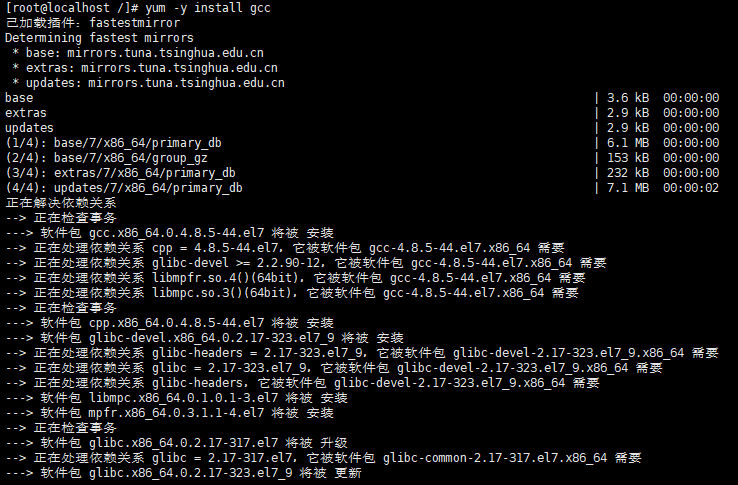 [root@localhost /]# yum -y install gcc
已加载插件：fastestmirror
Determining fastest mirrors
 * base: mirrors.tuna.tsinghua.edu.cn
 * extras: mirrors.tuna.tsinghua.edu.cn
 * updates: mirrors.tuna.tsinghua.edu.cn
base | 3.6 kB 00:00:00
extras | 2.9 kB 00:00:00
updates | 2.9 kB 00:00:00
(1/4): base/7/x86_64/primary_db | 6.1 MB 00:00:00
(2/4): base/7/x86_64/group_gz | 153 kB 00:00:00
(3/4): extras/7/x86_64/primary_db | 232 kB 00:00:00
(4/4): updates/7/x86_64/primary_db | 7.1 MB 00:00:02
正在解决依赖关系
--> 正在检查事务
---> 软件包 gcc.x86_64.0.4.8.5-44.el7 将被 安装
--> 正在处理依赖关系 cpp = 4.8.5-44.el7，它被软件包 gcc-4.8.5-44.el7.x86_64 需要
--> 正在处理依赖关系 glibc-devel >= 2.2.90-12，它被软件包 gcc-4.8.5-44.el7.x86_64 需要
--> 正在处理依赖关系 libmpfr.so.4()(64bit)，它被软件包 gcc-4.8.5-44.el7.x86_64 需要
--> 正在处理依赖关系 libmpc.so.3()(64bit)，它被软件包 gcc-4.8.5-44.el7.x86_64 需要
--> 正在检查事务
---> 软件包 cpp.x86_64.0.4.8.5-44.el7 将被 安装
---> 软件包 glibc-devel.x86_64.0.2.17-323.el7_9 将被 安装
--> 正在处理依赖关系 glibc-headers = 2.17-323.el7_9，它被软件包 glibc-devel-2.17-323.el7_9.x86_64 需要
--> 正在处理依赖关系 glibc = 2.17-323.el7_9，它被软件包 glibc-devel-2.17-323.el7_9.x86_64 需要
--> 正在处理依赖关系 glibc-headers，它被软件包 glibc-devel-2.17-323.el7_9.x86_64 需要
---> 软件包 libmpc.x86_64.0.1.0.1-3.el7 将被 安装
---> 软件包 mpfr.x86_64.0.3.1.1-4.el7 将被 安装
--> 正在检查事务
---> 软件包 glibc.x86_64.0.2.17-317.el7 将被 升级
--> 正在处理依赖关系 glibc = 2.17-317.el7，它被软件包 glibc-common-2.17-317.el7.x86_64 需要
---> 软件包 glibc.x86_64.0.2.17-323.el7_9 将被 更新